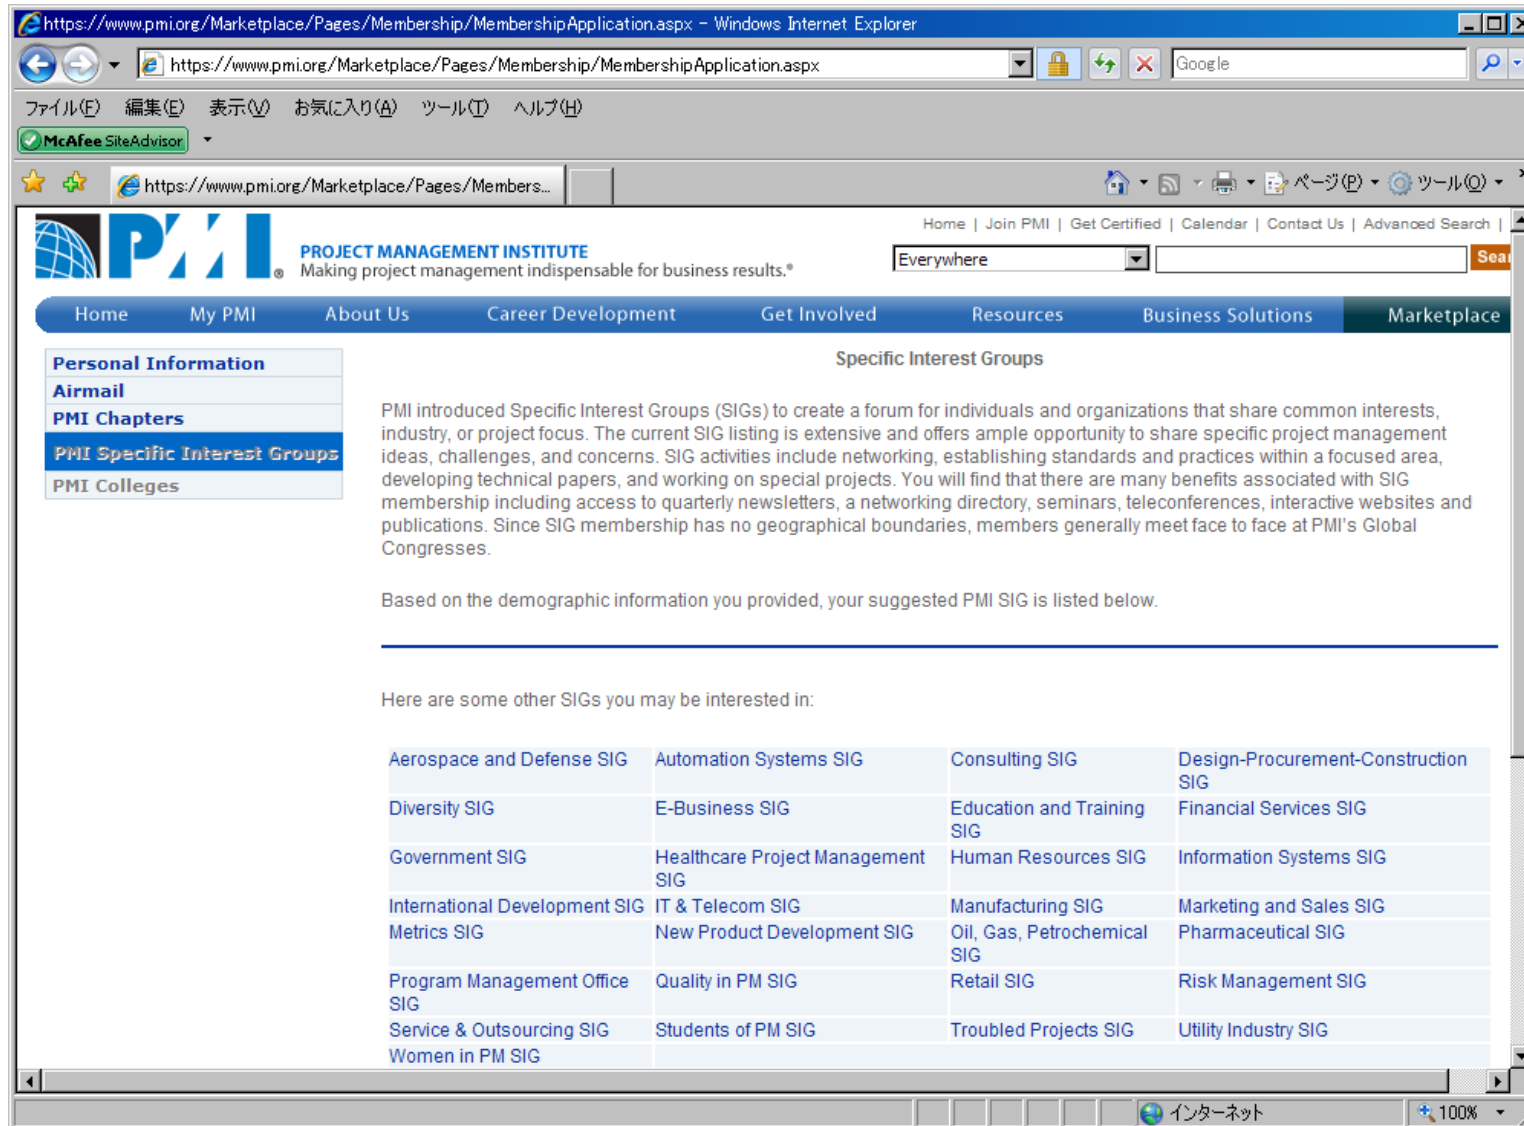 https://www.pmi.org/Marketplace/Pages/Membership/MembershipApplication.aspx - Windows Internet Explorer
https://www.pmi.org/Marketplace/Pages/Membership/MembershipApplication.aspx
Google
ファイル(F) 編集(E) 表示(V) お気に入り(A) ツール(T) ヘルプ(H)
McAfee SiteAdvisor
https://www.pmi.org/Marketplace/Pages/Members...
ページ(P) ツール(O)
Home | Join PMI | Get Certified | Calendar | Contact Us | Advanced Search |
PMI®
PROJECT MANAGEMENT INSTITUTE
Making project management indispensable for business results.®
Everywhere
Sear
Home My PMI About Us Career Development Get Involved Resources Business Solutions Marketplace
Personal Information
Airmail
PMI Chapters
PMI Specific Interest Groups
PMI Colleges
Specific Interest Groups
PMI introduced Specific Interest Groups (SIGs) to create a forum for individuals and organizations that share common interests,
industry, or project focus. The current SIG listing is extensive and offers ample opportunity to share specific project management
ideas, challenges, and concerns. SIG activities include networking, establishing standards and practices within a focused area,
developing technical papers, and working on special projects. You will find that there are many benefits associated with SIG
membership including access to quarterly newsletters, a networking directory, seminars, teleconferences, interactive websites and
publications. Since SIG membership has no geographical boundaries, members generally meet face to face at PMI's Global
Congresses.
Based on the demographic information you provided, your suggested PMI SIG is listed below.
Here are some other SIGs you may be interested in:
Aerospace and Defense SIG Automation Systems SIG Consulting SIG Design-Procurement-Construction
SIG
Diversity SIG E-Business SIG Education and Training Financial Services SIG
SIG
Government SIG Healthcare Project Management Human Resources SIG Information Systems SIG
SIG
International Development SIG IT & Telecom SIG Manufacturing SIG Marketing and Sales SIG
Metrics SIG New Product Development SIG Oil, Gas, Petrochemical Pharmaceutical SIG
SIG
Program Management Office Quality in PM SIG Retail SIG Risk Management SIG
SIG
Service & Outsourcing SIG Students of PM SIG Troubled Projects SIG Utility Industry SIG
Women in PM SIG
インターネット 100%